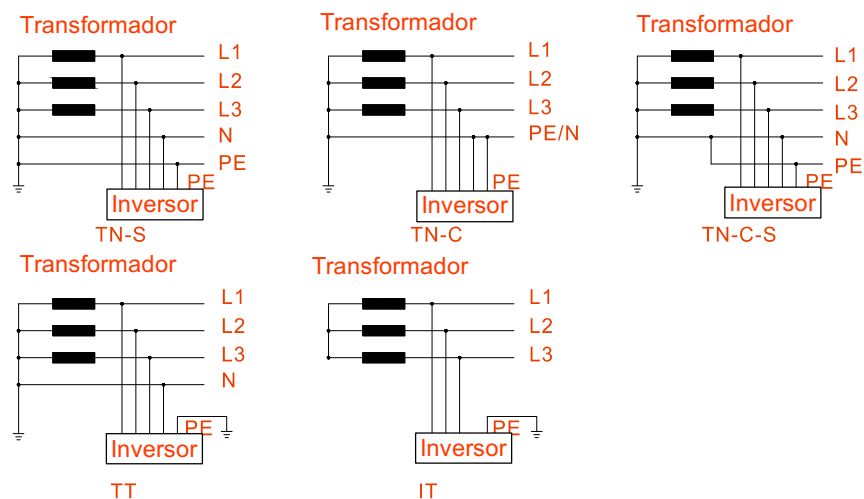 Transformador
L1
L2
L3
N
PE
PE
Inversor
TN-S
Transformador
L1
L2
L3
PE/N
PE
Inversor
TN-C
Transformador
L1
L2
L3
N
PE
PE
Inversor
TN-C-S
Transformador
L1
L2
L3
N
PE
Inversor
TT
Transformador
L1
L2
L3
PE
Inversor
IT